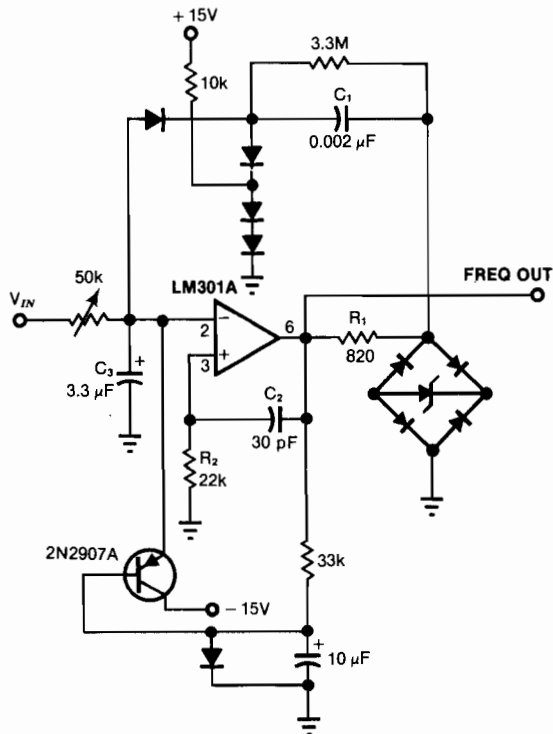 + 15V
3.3M
10k
C1
0.002 µF
50k
LM301A
FREQ OUT
VIN
2
−
6
R1
820
3
+
C3
+
3.3 µF
C2
30 pF
R2
22k
2N2907A
33k
− 15V
+
10 µF